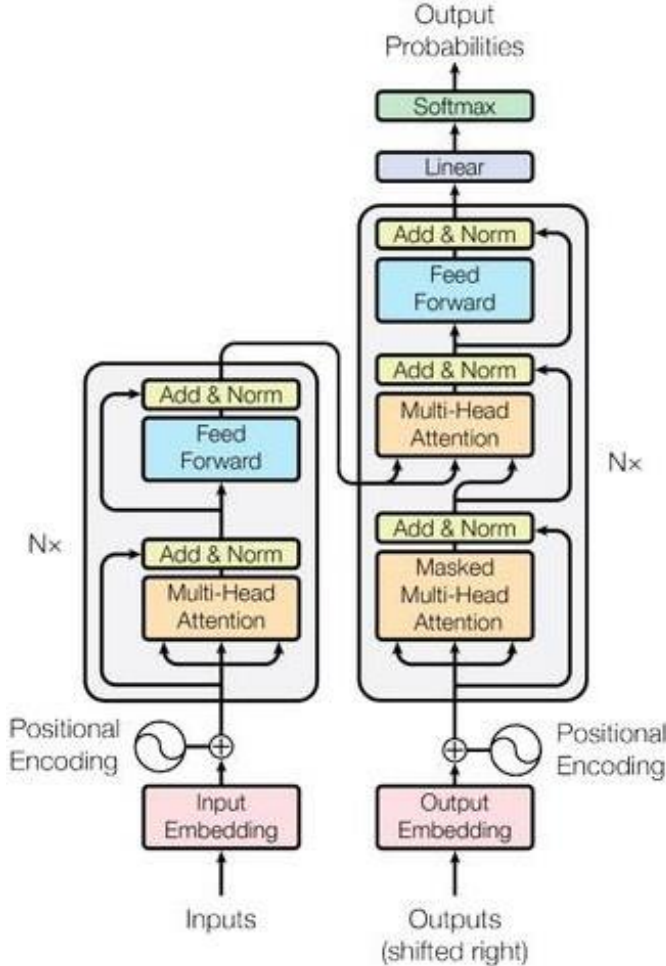 Output
Probabilities
Softmax
Linear
Add & Norm
Feed
Forward
Add & Norm
Multi-Head
Attention
Nx
Add & Norm
Masked
Multi-Head
Attention
Add & Norm
Feed
Forward
Nx
Add & Norm
Multi-Head
Attention
Positional
Encoding
Positional
Encoding
Input
Embedding
Output
Embedding
Inputs
Outputs
(shifted right)